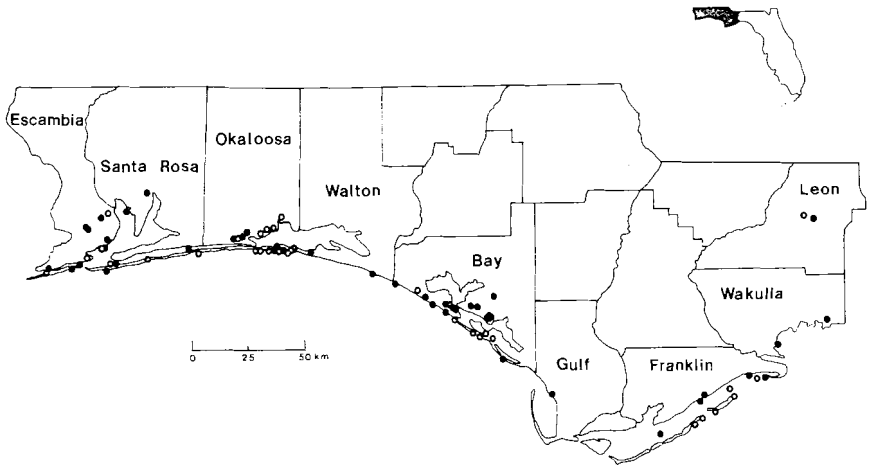 Escambia
Santa Rosa
Okaloosa
Walton
Bay
Gulf
Franklin
Wakulla
Leon
0 25 50 km